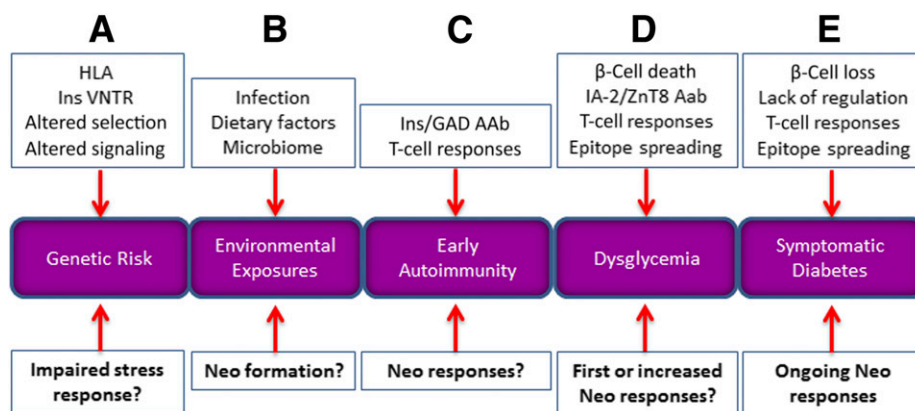 A
B
C
D
E
HLA
Ins VNTR
Altered selection
Altered signaling
Infection
Dietary factors
Microbiome
Ins/GAD AAb
T-cell responses
β-Cell death
IA-2/ZnT8 Aab
T-cell responses
Epitope spreading
β-Cell loss
Lack of regulation
T-cell responses
Epitope spreading
Genetic Risk
Environmental
Exposures
Early
Autoimmunity
Dysglycemia
Symptomatic
Diabetes
Impaired stress
response?
Neo formation?
Neo responses?
First or increased
Neo responses?
Ongoing Neo
responses